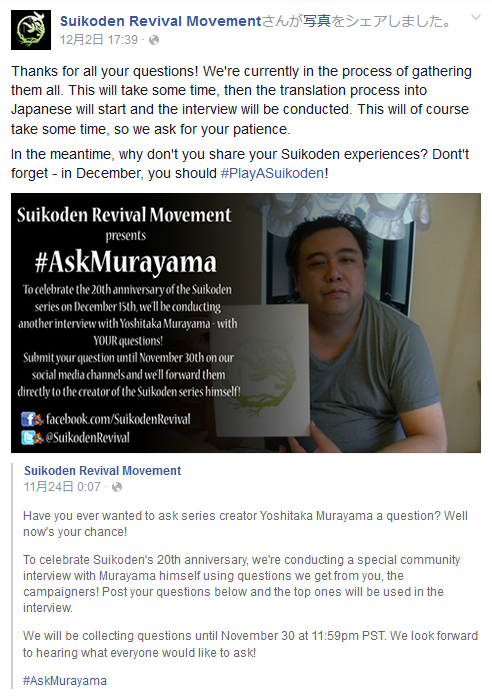 Suikoden Revival Movementさんが写真をシェアしました。
12月2日 17:39 ·
Thanks for all your questions! We're currently in the process of gathering
them all. This will take some time, then the translation process into
Japanese will start and the interview will be conducted. This will of course
take some time, so we ask for your patience.
In the meantime, why don't you share your Suikoden experiences? Dont't
forget - in December, you should #PlayASuikoden!
Suikoden Revival Movement
presents
#AskMurayama
To celebrate the 20th anniversary of the Suikoden
series on December 15th, we'll be conducting
another interview with Yoshitaka Murayama - with
YOUR questions!
Submit your question until November 30th on our
social media channels and we'll forward them
directly to the creator of the Suikoden series himself!
facebook.com/SuikodenRevival
@SuikodenRevival
Suikoden Revival Movement
11月24日 0:07 ·
Have you ever wanted to ask series creator Yoshitaka Murayama a question? Well
now's your chance!
To celebrate Suikoden's 20th anniversary, we're conducting a special community
interview with Murayama himself using questions we get from you, the
campaigners! Post your questions below and the top ones will be used in the
interview.
We will be collecting questions until November 30 at 11:59pm PST. We look forward
to hearing what everyone would like to ask!
#AskMurayama